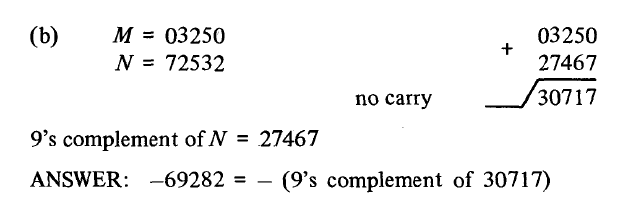 (b) M = 03250 03250
N = 72532 + 27467
no carry 30717
9's complement of N = 27467
ANSWER: −69282 = − (9's complement of 30717)